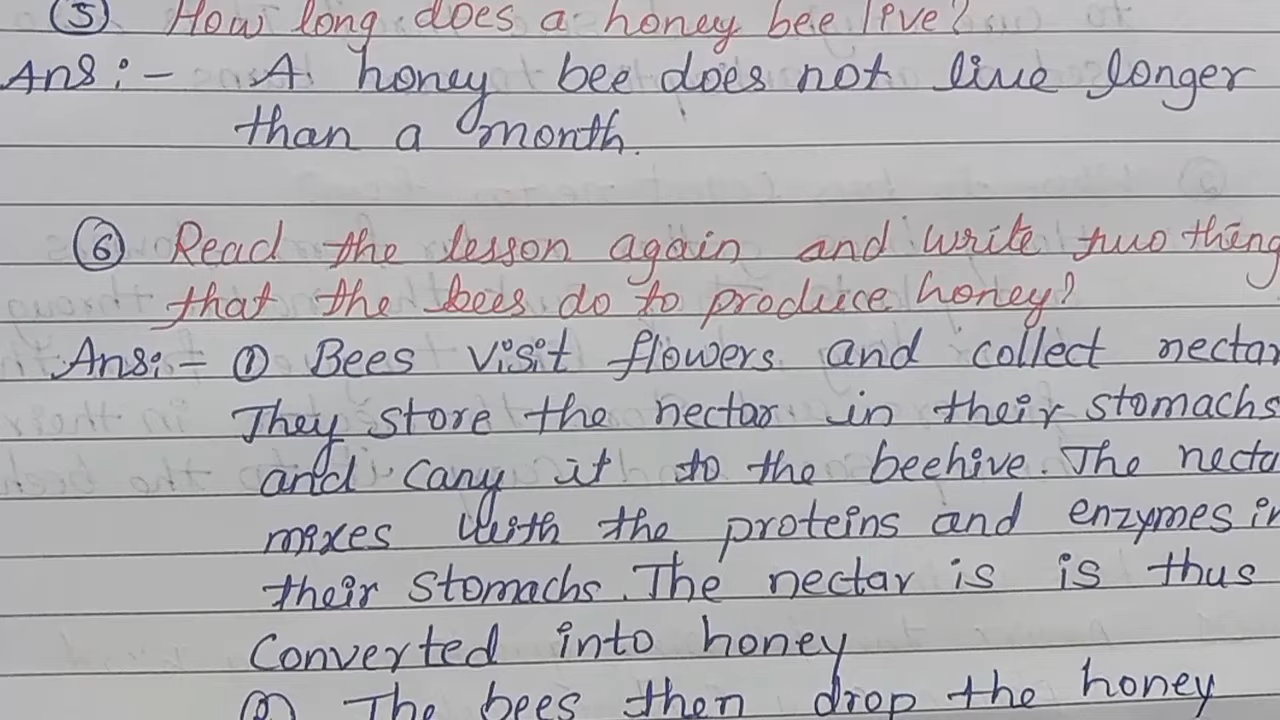 (5) How long does a honey bee live?
Ans:- A honey bee does not live longer
than a month.
(6) Read the lesson again and write two thing
that the bees do to produce honey?
Ans:- (1) Bees visit flowers and collect nectar
They store the nectar in their stomachs
and carry it to the beehive. The necta
mixes with the proteins and enzymes in
their stomachs. The nectar is is thus
Converted into honey
(2) The bees then drop the honey